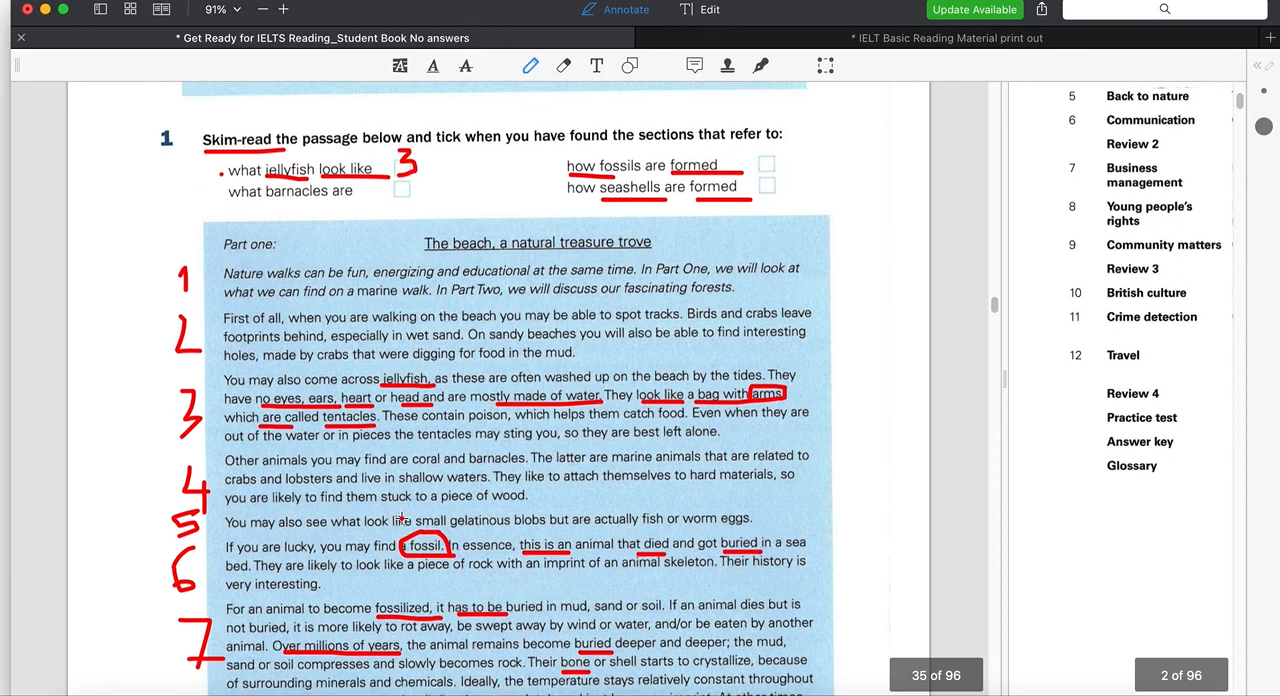 91%
Annotate
Edit
Update Available
* Get Ready for IELTS Reading_Student Book No answers
* IELT Basic Reading Material print out
1 Skim-read the passage below and tick when you have found the sections that refer to:
what jellyfish look like 3
how fossils are formed
what barnacles are
how seashells are formed
Part one: The beach, a natural treasure trove
1
Nature walks can be fun, energizing and educational at the same time. In Part One, we will look at
what we can find on a marine walk. In Part Two, we will discuss our fascinating forests.
2
First of all, when you are walking on the beach you may be able to spot tracks. Birds and crabs leave
footprints behind, especially in wet sand. On sandy beaches you will also be able to find interesting
holes, made by crabs that were digging for food in the mud.
3
You may also come across jellyfish, as these are often washed up on the beach by the tides. They
have no eyes, ears, heart or head and are mostly made of water. They look like a bag with arms
which are called tentacles. These contain poison, which helps them catch food. Even when they are
out of the water or in pieces the tentacles may sting you, so they are best left alone.
4
Other animals you may find are coral and barnacles. The latter are marine animals that are related to
crabs and lobsters and live in shallow waters. They like to attach themselves to hard materials, so
you are likely to find them stuck to a piece of wood.
5
You may also see what look like small gelatinous blobs but are actually fish or worm eggs.
6
If you are lucky, you may find a fossil. In essence, this is an animal that died and got buried in a sea
bed. They are likely to look like a piece of rock with an imprint of an animal skeleton. Their history is
very interesting.
7
For an animal to become fossilized, it has to be buried in mud, sand or soil. If an animal dies but is
not buried, it is more likely to rot away, be swept away by wind or water, and/or be eaten by another
animal. Over millions of years, the animal remains become buried deeper and deeper; the mud,
sand or soil compresses and slowly becomes rock. Their bone or shell starts to crystallize, because
of surrounding minerals and chemicals. Ideally, the temperature stays relatively constant throughout
35 of 96
5 Back to nature
6 Communication
Review 2
7 Business
management
8 Young people's
rights
9 Community matters
Review 3
10 British culture
11 Crime detection
12 Travel
Review 4
Practice test
Answer key
Glossary
2 of 96